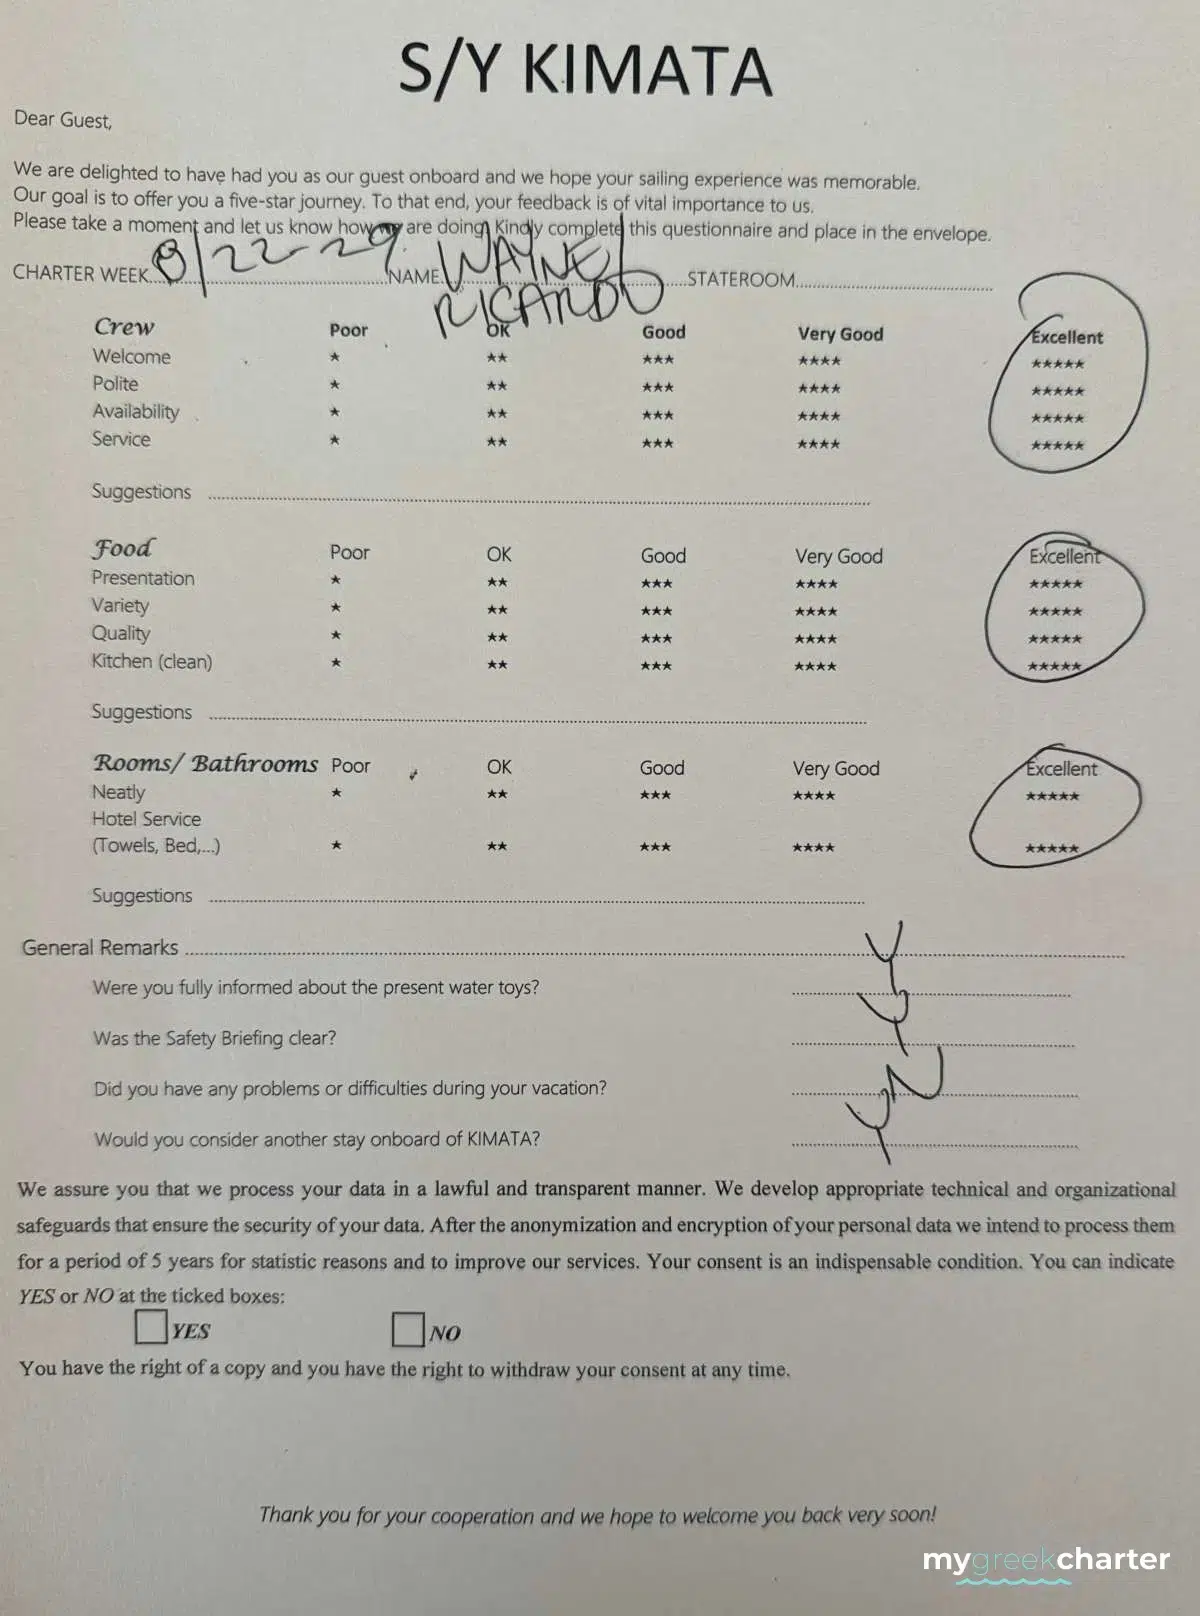 S/Y KIMATA
Dear Guest,
We are delighted to have had you as our guest onboard and we hope your sailing experience was memorable.
Our goal is to offer you a five-star journey. To that end, your feedback is of vital importance to us.
Please take a moment and let us know how we are doing. Kindly complete this questionnaire and place in the envelope.
CHARTER WEEK 8/22-29 NAME WAYNE/ STATEROOM
RICARDO
Crew Poor OK Good Very Good Excellent
Welcome ★ ★★ ★★★ ★★★★ ★★★★★
Polite ★ ★★ ★★★ ★★★★ ★★★★★
Availability ★ ★★ ★★★ ★★★★ ★★★★★
Service ★ ★★ ★★★ ★★★★ ★★★★★
Suggestions
Food Poor OK Good Very Good Excellent
Presentation ★ ★★ ★★★ ★★★★ ★★★★★
Variety ★ ★★ ★★★ ★★★★ ★★★★★
Quality ★ ★★ ★★★ ★★★★ ★★★★★
Kitchen (clean) ★ ★★ ★★★ ★★★★ ★★★★★
Suggestions
Rooms/ Bathrooms Poor OK Good Very Good Excellent
Neatly ★ ★★ ★★★ ★★★★ ★★★★★
Hotel Service
(Towels, Bed,...) ★ ★★ ★★★ ★★★★ ★★★★★
Suggestions
General Remarks
Were you fully informed about the present water toys? Y
Was the Safety Briefing clear? Y
Did you have any problems or difficulties during your vacation? N
Would you consider another stay onboard of KIMATA? Y
We assure you that we process your data in a lawful and transparent manner. We develop appropriate technical and organizational
safeguards that ensure the security of your data. After the anonymization and encryption of your personal data we intend to process them
for a period of 5 years for statistic reasons and to improve our services. Your consent is an indispensable condition. You can indicate
YES or NO at the ticked boxes:
YES NO
You have the right of a copy and you have the right to withdraw your consent at any time.
Thank you for your cooperation and we hope to welcome you back very soon!
mygreekcharter